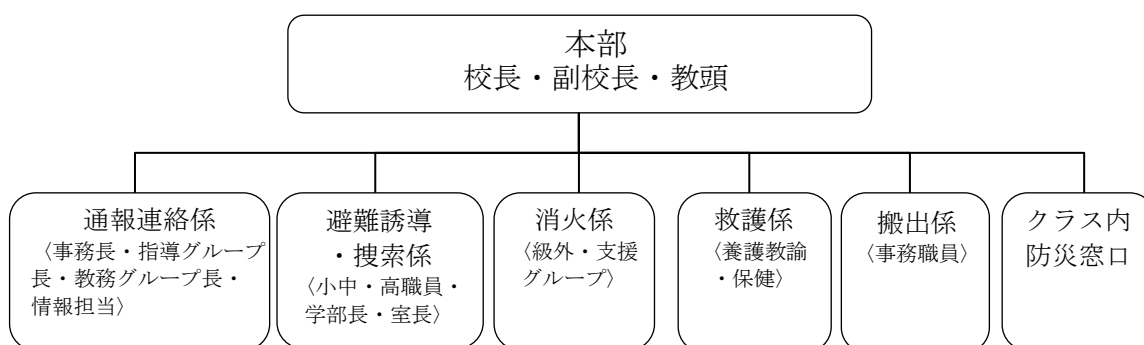 本部
校長・副校長・教頭
通報連絡係
〈事務長・指導グループ
長・教務グループ長・
情報担当〉
避難誘導
・捜索係
〈小中・高職員・
学部長・室長〉
消火係
〈級外・支援
グループ〉
救護係
〈養護教諭
・保健〉
搬出係
〈事務職員〉
クラス内
防災窓口